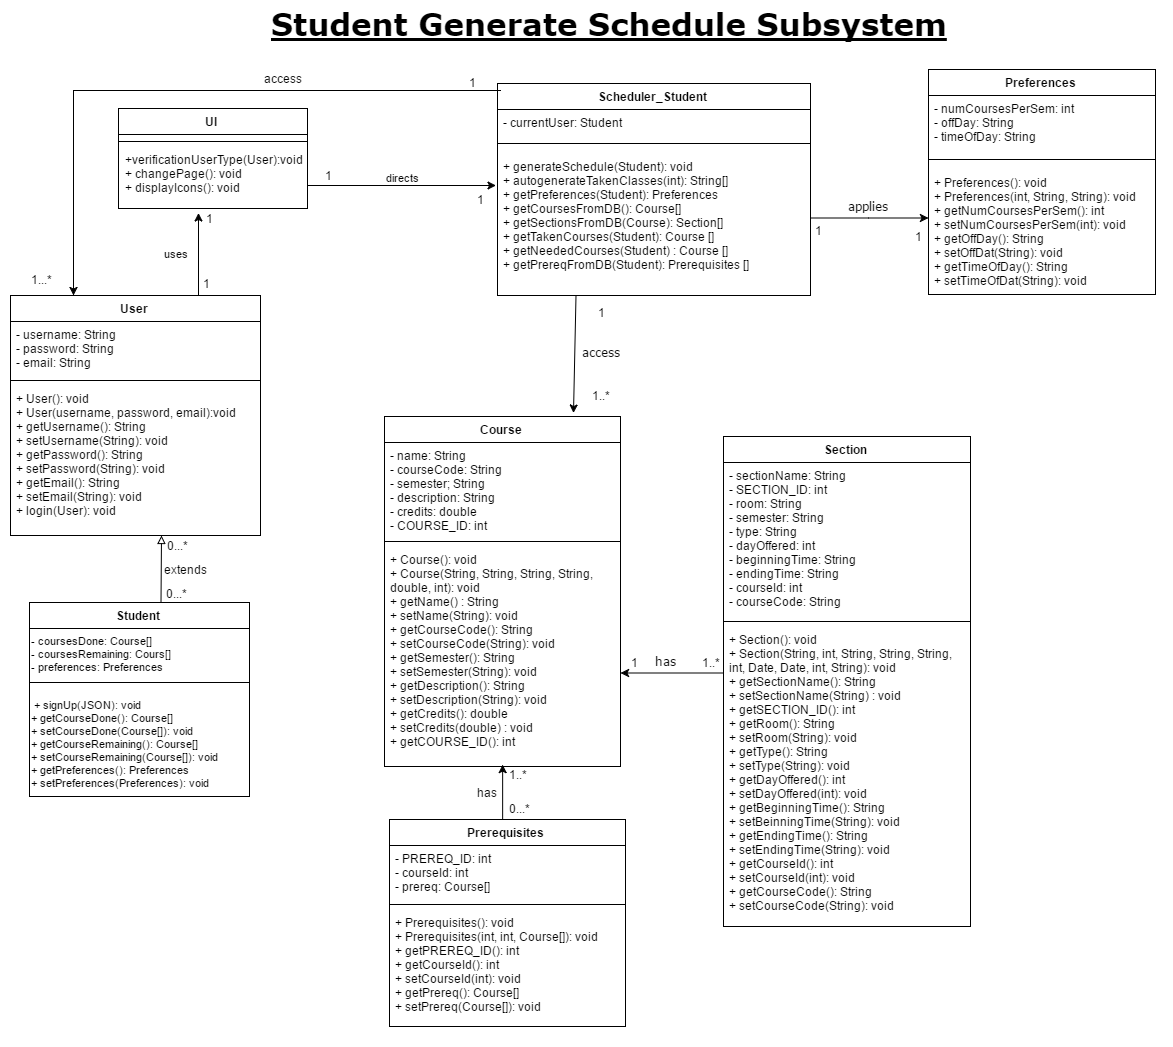 Student Generate Schedule Subsystem
access
1
1...*
UI
+verificationUserType(User):void
+ changePage(): void
+ displayIcons(): void
1
directs
1
1
uses
1
Scheduler_Student
- currentUser: Student
+ generateSchedule(Student): void
+ autogenerateTakenClasses(int): String[]
+ getPreferences(Student): Preferences
+ getCoursesFromDB(): Course[]
+ getSectionsFromDB(Course): Section[]
+ getTakenCourses(Student): Course []
+ getNeededCourses(Student) : Course []
+ getPrereqFromDB(Student): Prerequisites []
applies
1
1
Preferences
- numCoursesPerSem: int
- offDay: String
- timeOfDay: String
+ Preferences(): void
+ Preferences(int, String, String): void
+ getNumCoursesPerSem(): int
+ setNumCoursesPerSem(int): void
+ getOffDay(): String
+ setOffDat(String): void
+ getTimeOfDay(): String
+ setTimeOfDat(String): void
User
- username: String
- password: String
- email: String
+ User(): void
+ User(username, password, email):void
+ getUsername(): String
+ setUsername(String): void
+ getPassword(): String
+ setPassword(String): void
+ getEmail(): String
+ setEmail(String): void
+ login(User): void
0...*
extends
0...*
Student
- coursesDone: Course[]
- coursesRemaining: Cours[]
- preferences: Preferences
+ signUp(JSON): void
+ getCourseDone(): Course[]
+ setCourseDone(Course[]): void
+ getCourseRemaining(): Course[]
+ setCourseRemaining(Course[]): void
+ getPreferences(): Preferences
+ setPreferences(Preferences): void
1
access
1..*
Course
- name: String
- courseCode: String
- semester; String
- description: String
- credits: double
- COURSE_ID: int
+ Course(): void
+ Course(String, String, String, String,
double, int): void
+ getName() : String
+ setName(String): void
+ getCourseCode(): String
+ setCourseCode(String): void
+ getSemester(): String
+ setSemester(String): void
+ getDescription(): String
+ setDescription(String): void
+ getCredits(): double
+ setCredits(double) : void
+ getCOURSE_ID(): int
1
has
1..*
Section
- sectionName: String
- SECTION_ID: int
- room: String
- semester: String
- type: String
- dayOffered: int
- beginningTime: String
- endingTime: String
- courseId: int
- courseCode: String
+ Section(): void
+ Section(String, int, String, String, String,
int, Date, Date, int, String): void
+ getSectionName(): String
+ setSectionName(String) : void
+ getSECTION_ID(): int
+ getRoom(): String
+ setRoom(String): void
+ getType(): String
+ setType(String): void
+ getDayOffered(): int
+ setDayOffered(int): void
+ getBeginningTime(): String
+ setBeinningTime(String): void
+ getEndingTime(): String
+ setEndingTime(String): void
+ getCourseId(): int
+ setCourseId(int): void
+ getCourseCode(): String
+ setCourseCode(String): void
1..*
has
0...*
Prerequisites
- PREREQ_ID: int
- courseId: int
- prereq: Course[]
+ Prerequisites(): void
+ Prerequisites(int, int, Course[]): void
+ getPREREQ_ID(): int
+ getCourseId(): int
+ setCourseId(int): void
+ getPrereq(): Course[]
+ setPrereq(Course[]): void